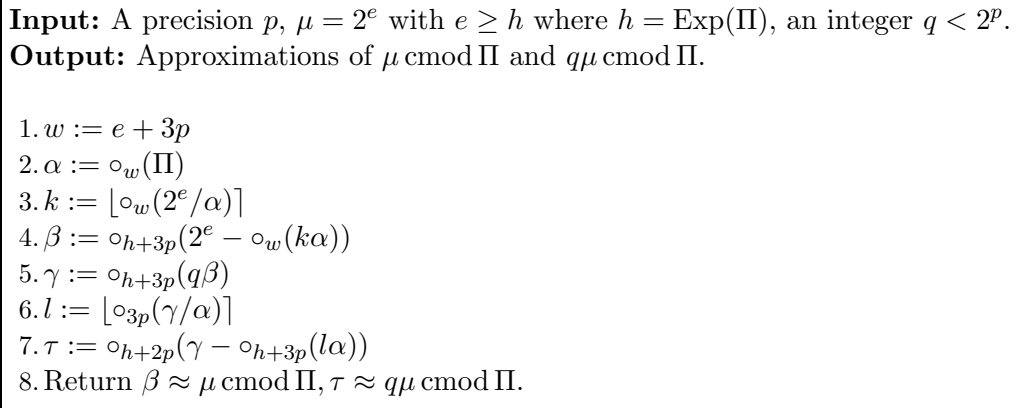 Input: A precision p, μ = 2^e with e ≥ h where h = Exp(Π), an integer q < 2^p.
Output: Approximations of μ cmod Π and qμ cmod Π.
1. w := e + 3p
2. α := ∘_w(Π)
3. k := ⌊∘_w(2^e/α)⌉
4. β := ∘_{h+3p}(2^e − ∘_w(kα))
5. γ := ∘_{h+3p}(qβ)
6. l := ⌊∘_{3p}(γ/α)⌉
7. τ := ∘_{h+2p}(γ − ∘_{h+3p}(lα))
8. Return β ≈ μ cmod Π, τ ≈ qμ cmod Π.